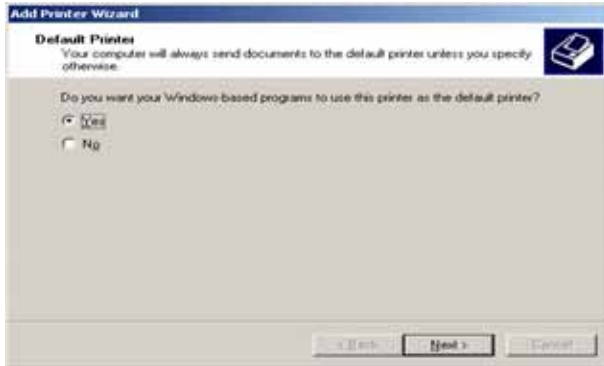 Add Printer Wizard
Default Printer
Your computer will always send documents to the default printer unless you specify
otherwise.
Do you want your Windows-based programs to use this printer as the default printer?
Yes
No
< Back
Next >
Cancel